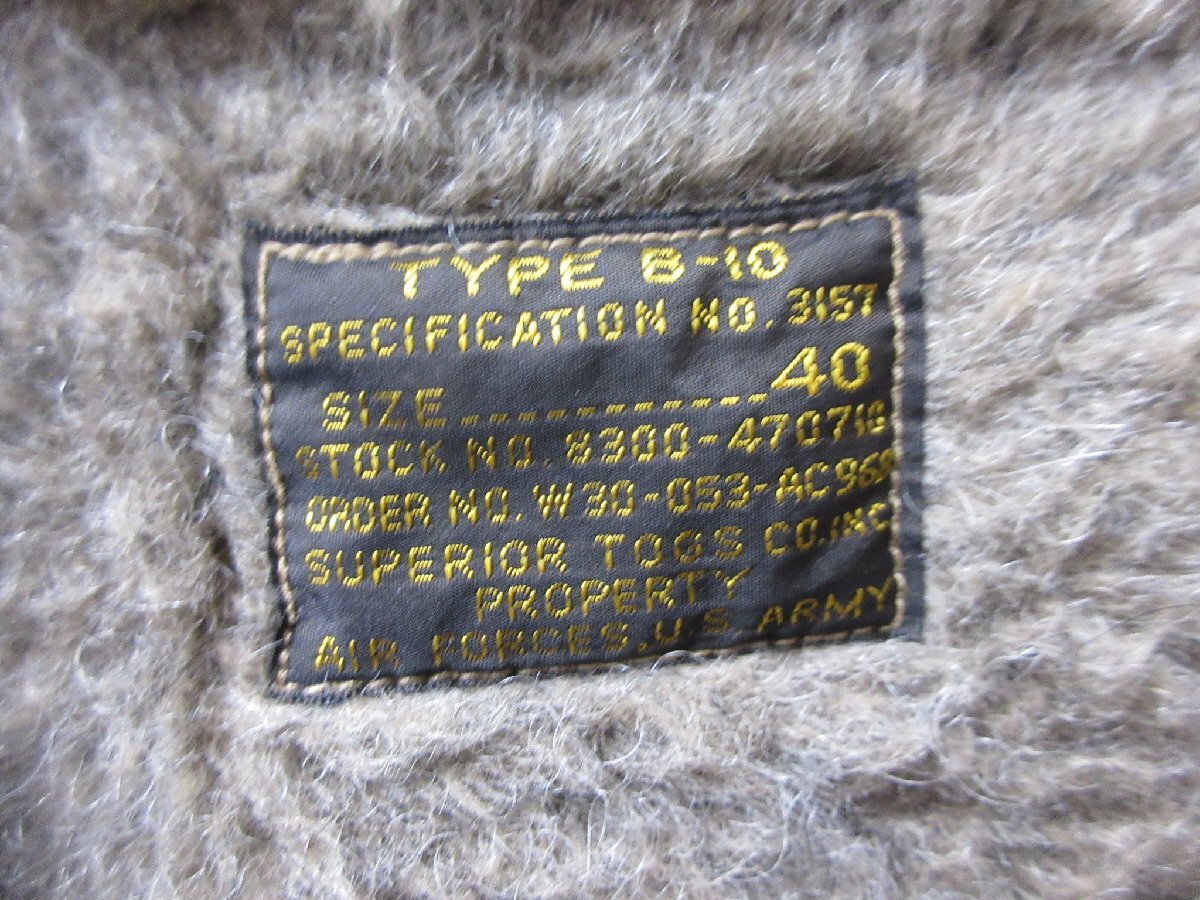 TYPE B-10
SPECIFICATION NO. 3157
SIZE ............ 40
STOCK NO. 8300-470716
ORDER NO. W 30-053-AC968
SUPERIOR TOGS CO. INC
PROPERTY
AIR FORCES, U S ARMY